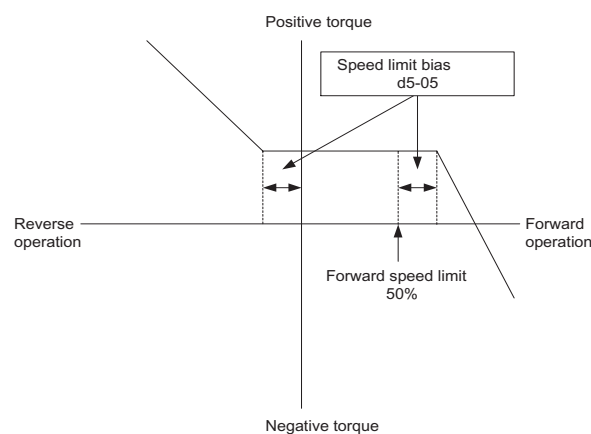 Positive torque
Speed limit bias
d5-05
Reverse
operation
Forward
operation
Forward speed limit
50%
Negative torque